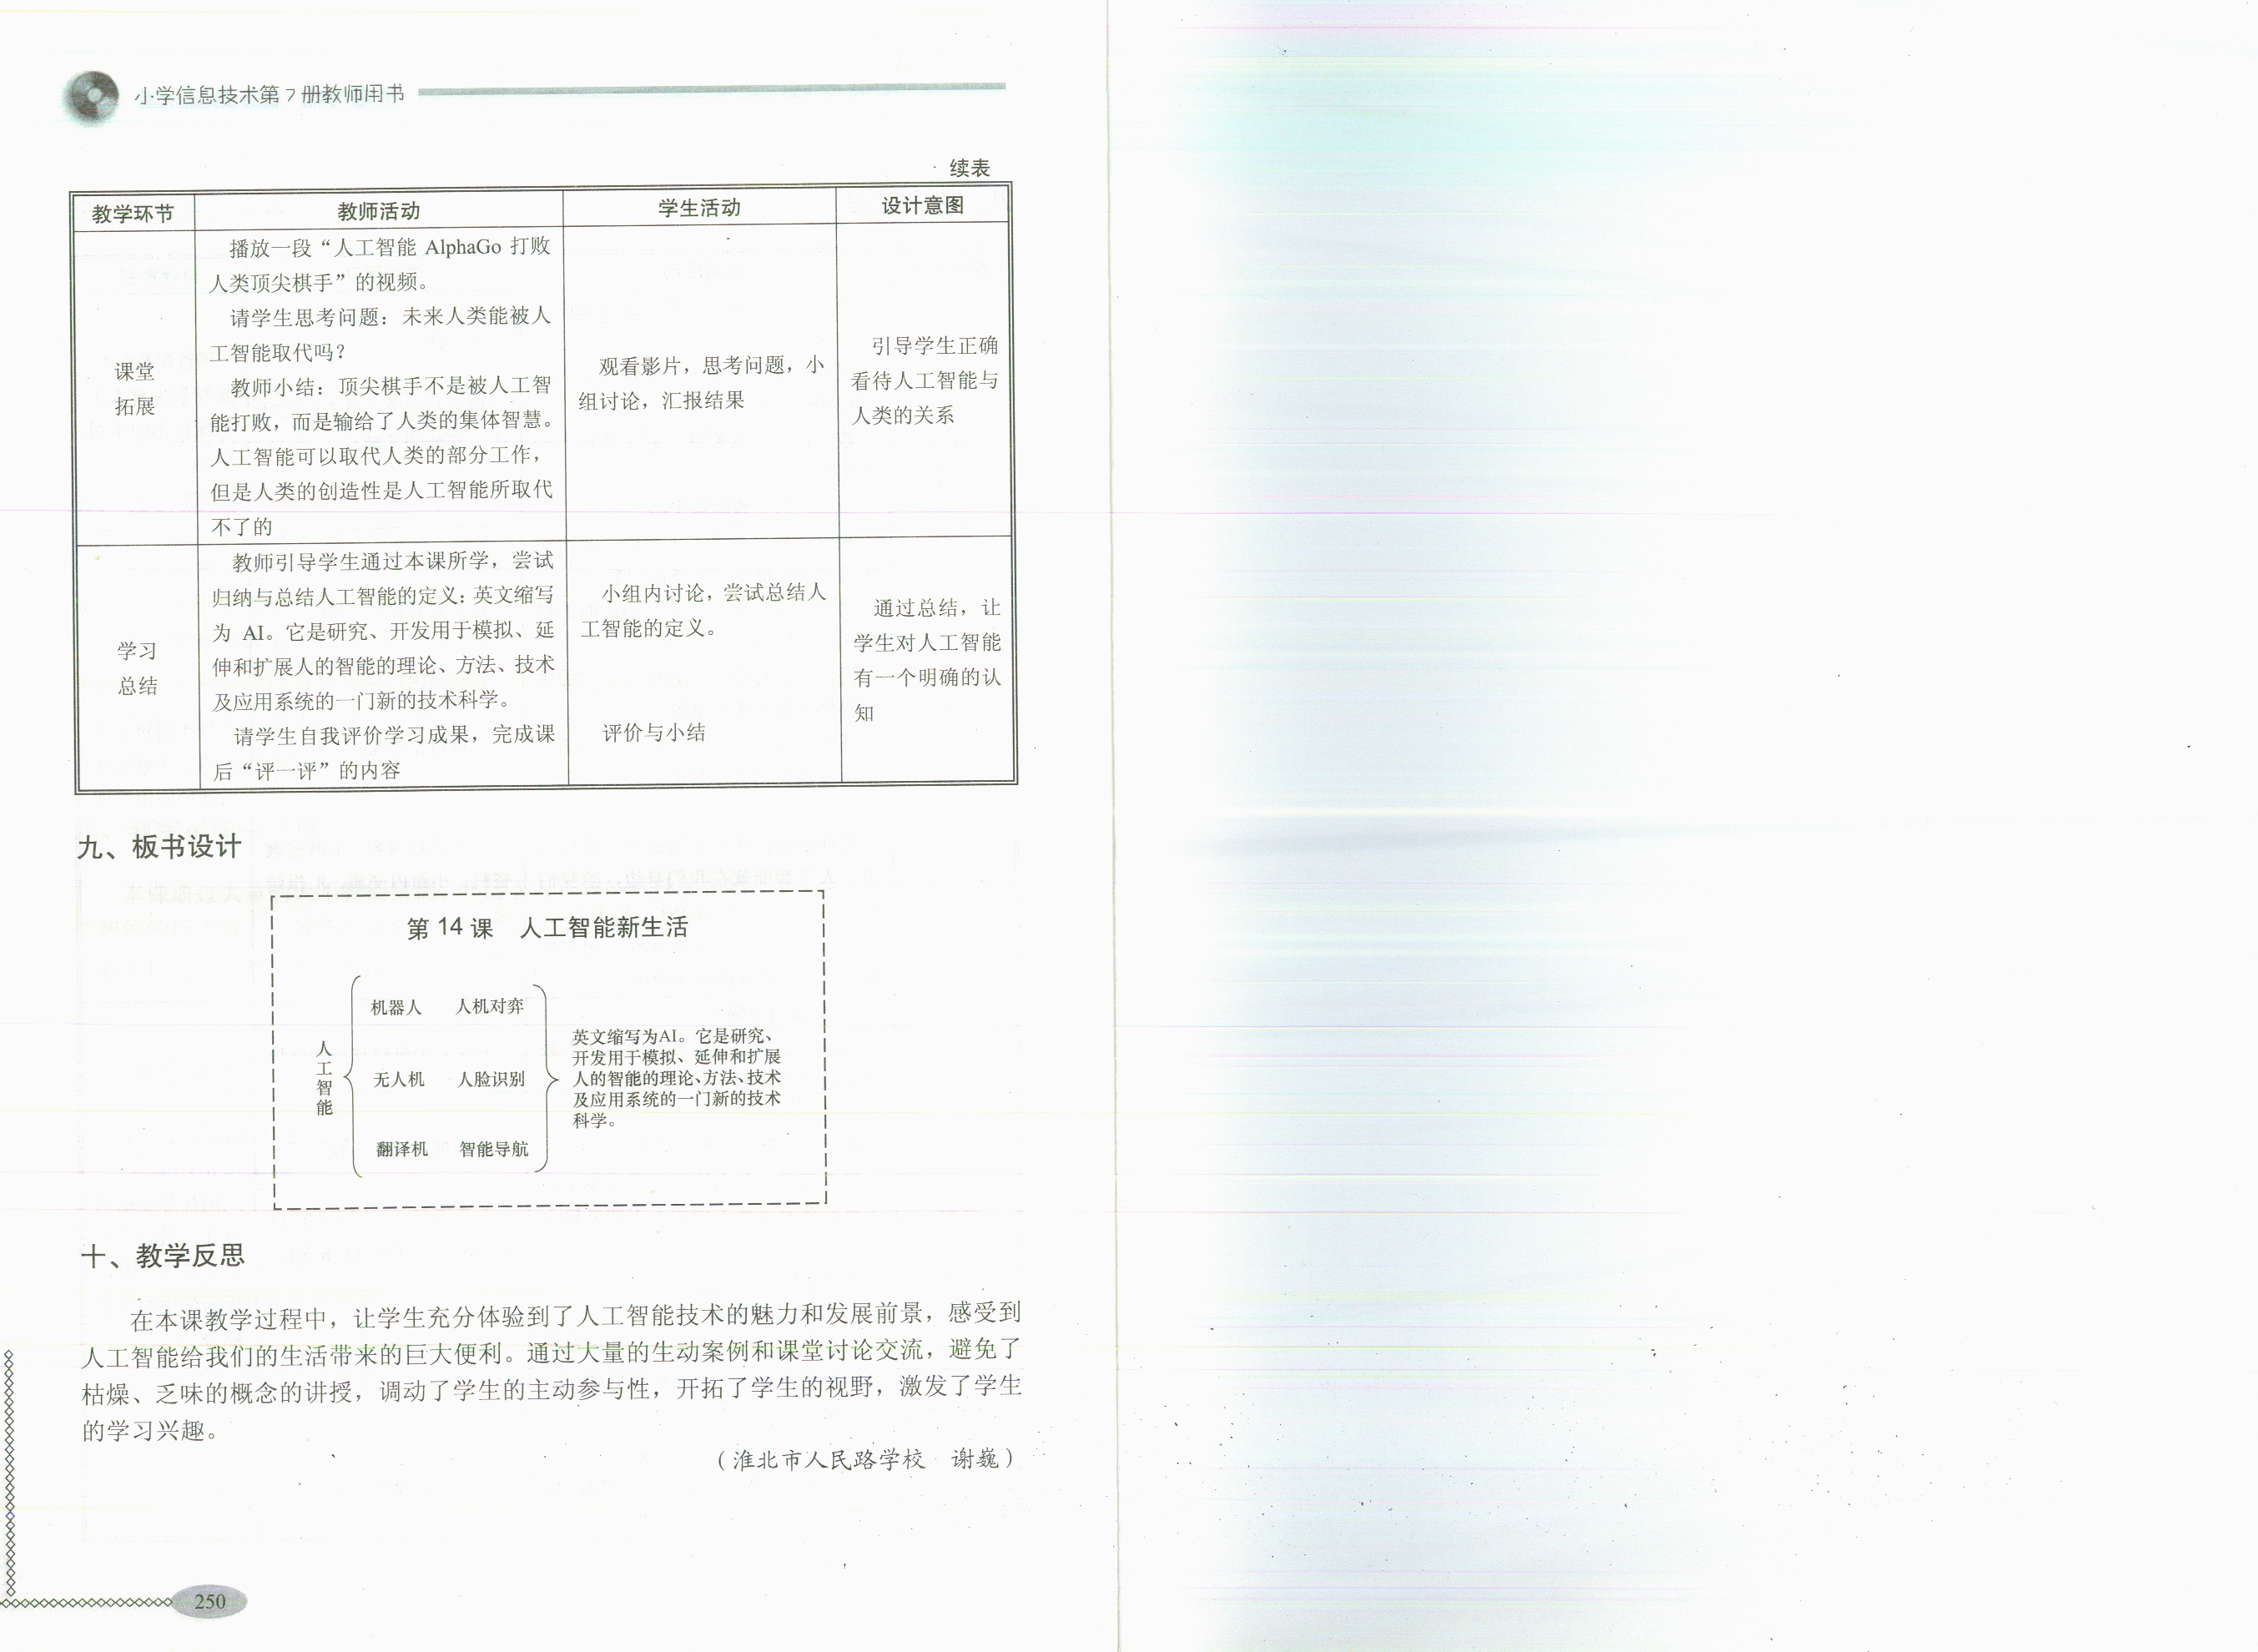 小学信息技术第7册教师用书
续表
教学环节
教师活动
学生活动
设计意图
课堂
拓展
播放一段“人工智能 AlphaGo 打败
人类顶尖棋手”的视频。
请学生思考问题：未来人类能被人
工智能取代吗？
教师小结：顶尖棋手不是被人工智
能打败，而是输给了人类的集体智慧。
人工智能可以取代人类的部分工作，
但是人类的创造性是人工智能所取代
不了的
观看影片，思考问题，小
组讨论，汇报结果
引导学生正确
看待人工智能与
人类的关系
学习
总结
教师引导学生通过本课所学，尝试
归纳与总结人工智能的定义：英文缩写
为 AI。它是研究、开发用于模拟、延
伸和扩展人的智能的理论、方法、技术
及应用系统的一门新的技术科学。
请学生自我评价学习成果，完成课
后“评一评”的内容
小组内讨论，尝试总结人
工智能的定义。
评价与小结
通过总结，让
学生对人工智能
有一个明确的认
知
九、板书设计
第 14 课 人工智能新生活
人工智能
机器人 人机对弈
无人机 人脸识别
翻译机 智能导航
英文缩写为AI。它是研究、
开发用于模拟、延伸和扩展
人的智能的理论、方法、技术
及应用系统的一门新的技术
科学。
十、教学反思
在本课教学过程中，让学生充分体验到了人工智能技术的魅力和发展前景，感受到
人工智能给我们的生活带来的巨大便利。通过大量的生动案例和课堂讨论交流，避免了
枯燥、乏味的概念的讲授，调动了学生的主动参与性，开拓了学生的视野，激发了学生
的学习兴趣。
（淮北市人民路学校 谢巍）
250